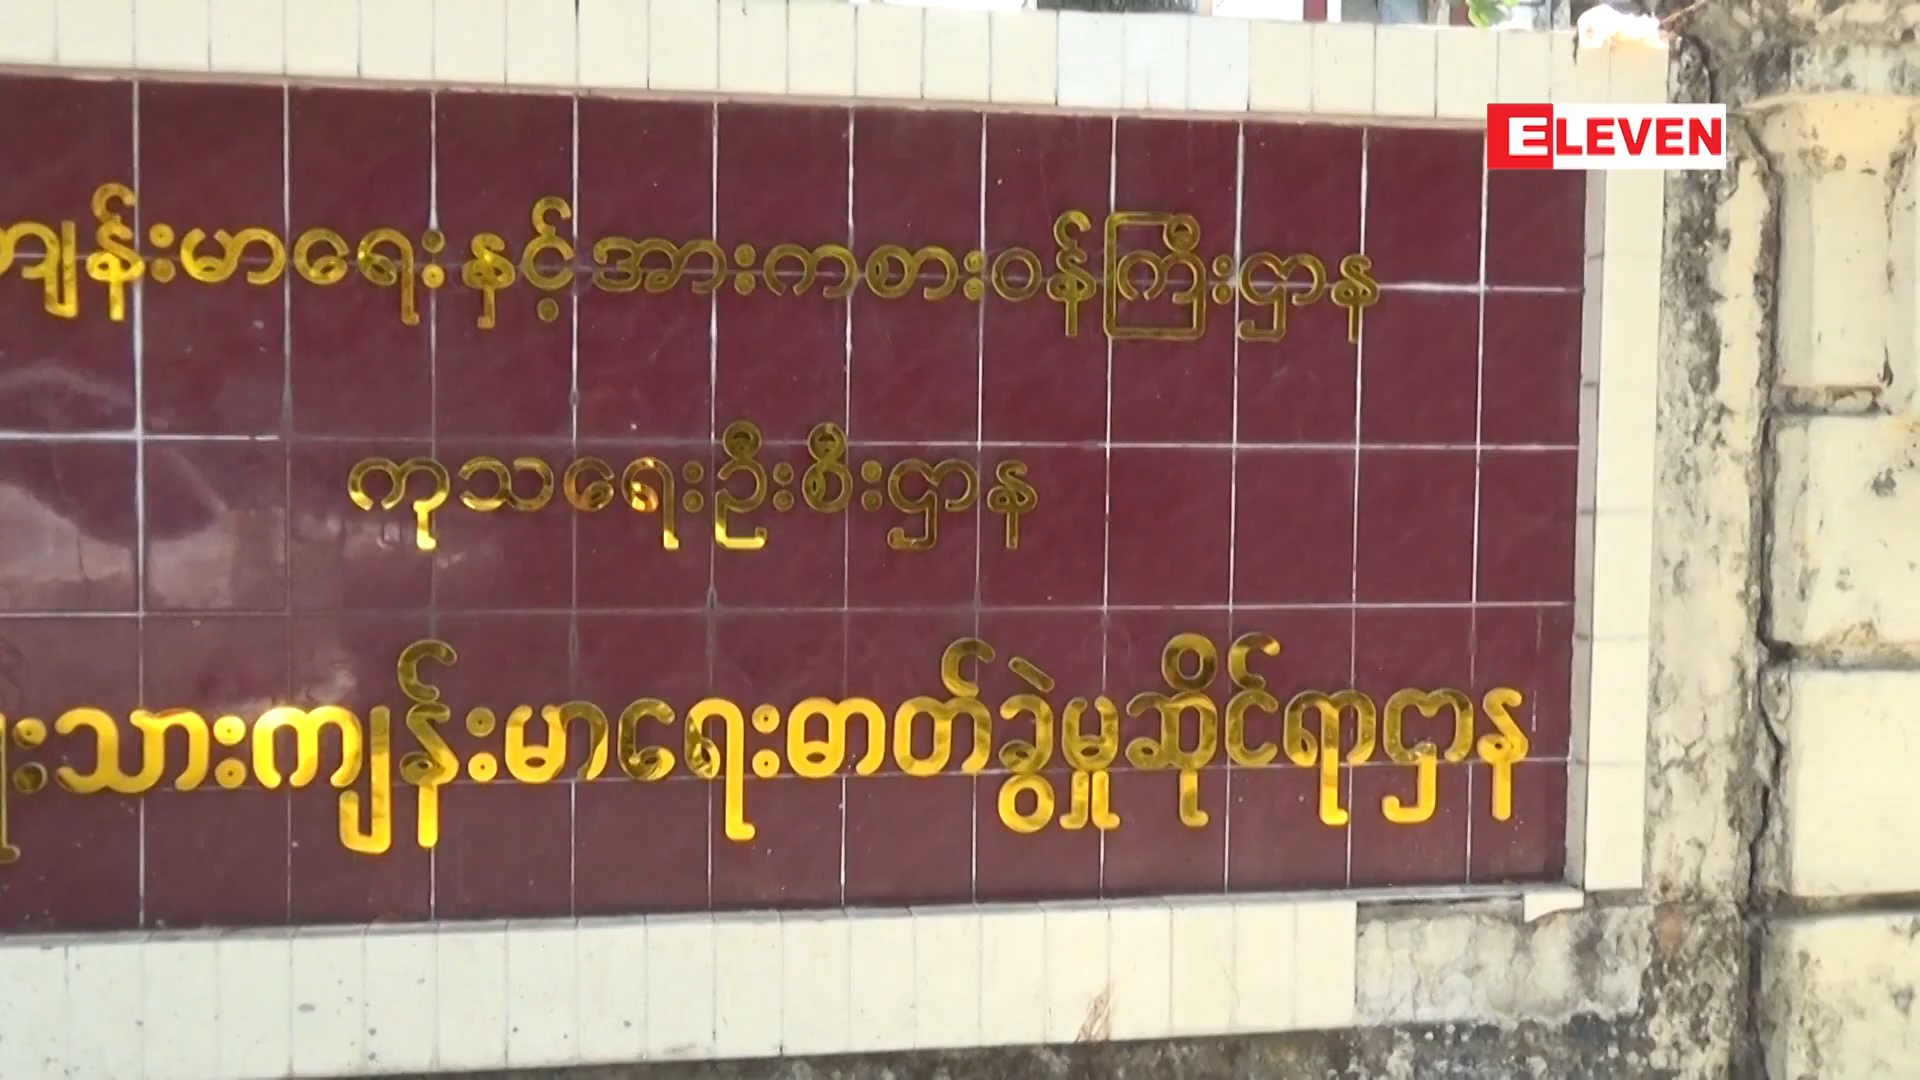 ELEVEN
ကျန်းမာရေးနှင့်အားကစားဝန်ကြီးဌာန
ကုသရေးဦးစီးဌာန
သားကျန်းမာရေးဓာတ်ခွဲမှုဆိုင်ရာဌာန